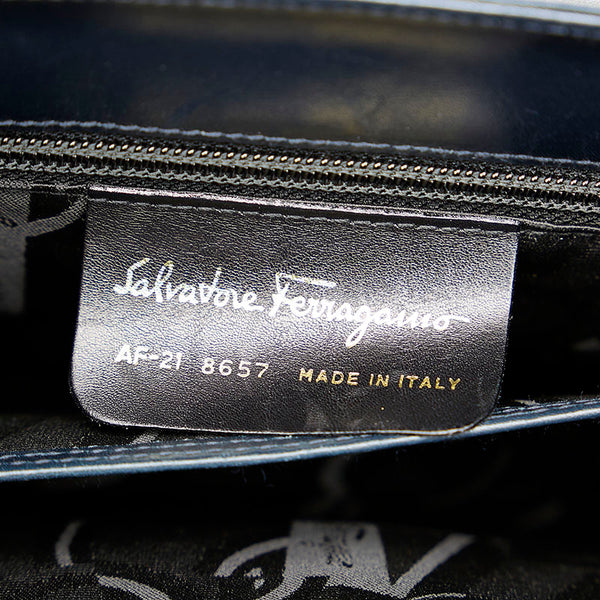 Salvatore Ferragamo
AF-21 8657 MADE IN ITALY